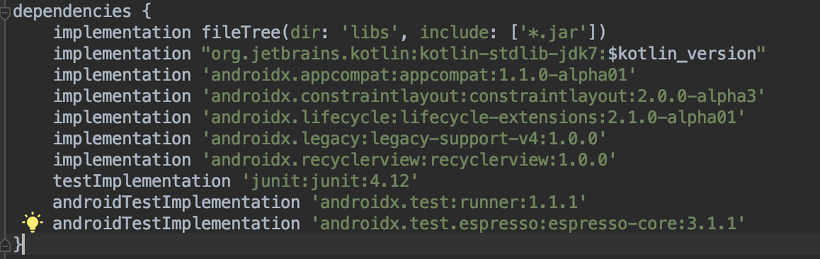 dependencies {
    implementation fileTree(dir: 'libs', include: ['*.jar'])
    implementation "org.jetbrains.kotlin:kotlin-stdlib-jdk7:$kotlin_version"
    implementation 'androidx.appcompat:appcompat:1.1.0-alpha01'
    implementation 'androidx.constraintlayout:constraintlayout:2.0.0-alpha3'
    implementation 'androidx.lifecycle:lifecycle-extensions:2.1.0-alpha01'
    implementation 'androidx.legacy:legacy-support-v4:1.0.0'
    implementation 'androidx.recyclerview:recyclerview:1.0.0'
    testImplementation 'junit:junit:4.12'
    androidTestImplementation 'androidx.test:runner:1.1.1'
    androidTestImplementation 'androidx.test.espresso:espresso-core:3.1.1'
}